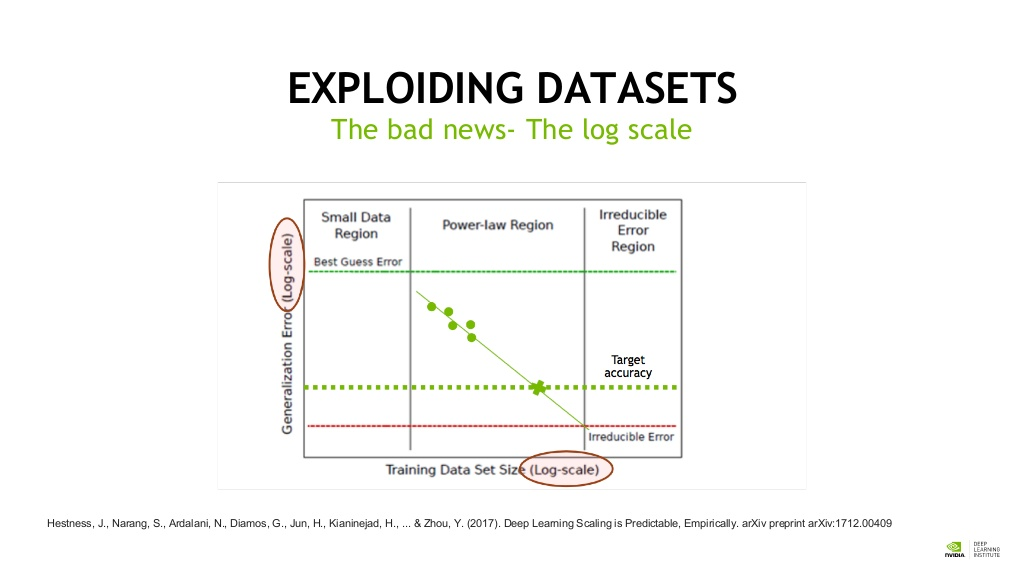 EXPLOIDING DATASETS
The bad news- The log scale
Small Data
Region
Power-law Region
Irreducible
Error
Region
Best Guess Error
Generalization Error (Log-scale)
Target
accuracy
Irreducible Error
Training Data Set Size (Log-scale)
Hestness, J., Narang, S., Ardalani, N., Diamos, G., Jun, H., Kianinejad, H., ... & Zhou, Y. (2017). Deep Learning Scaling is Predictable, Empirically. arXiv preprint arXiv:1712.00409
NVIDIA
DEEP
LEARNING
INSTITUTE